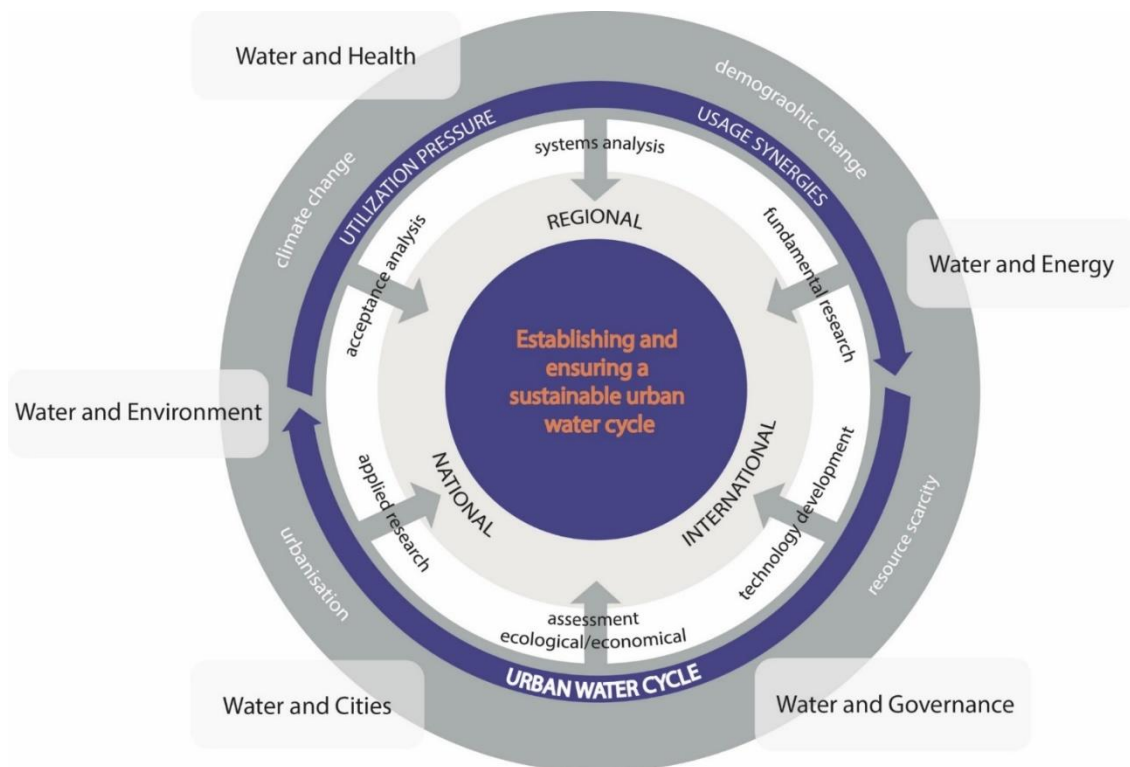 Water and Health
demograohic change
USAGE SYNERGIES
UTILIZATION PRESSURE
climate change
systems analysis
REGIONAL
fundamental research
acceptance analysis
Water and Energy
Establishing and
ensuring a
sustainable urban
water cycle
Water and Environment
NATIONAL
INTERNATIONAL
applied research
technology development
urbanisation
resource scarcity
assessment
ecological/economical
URBAN WATER CYCLE
Water and Cities
Water and Governance